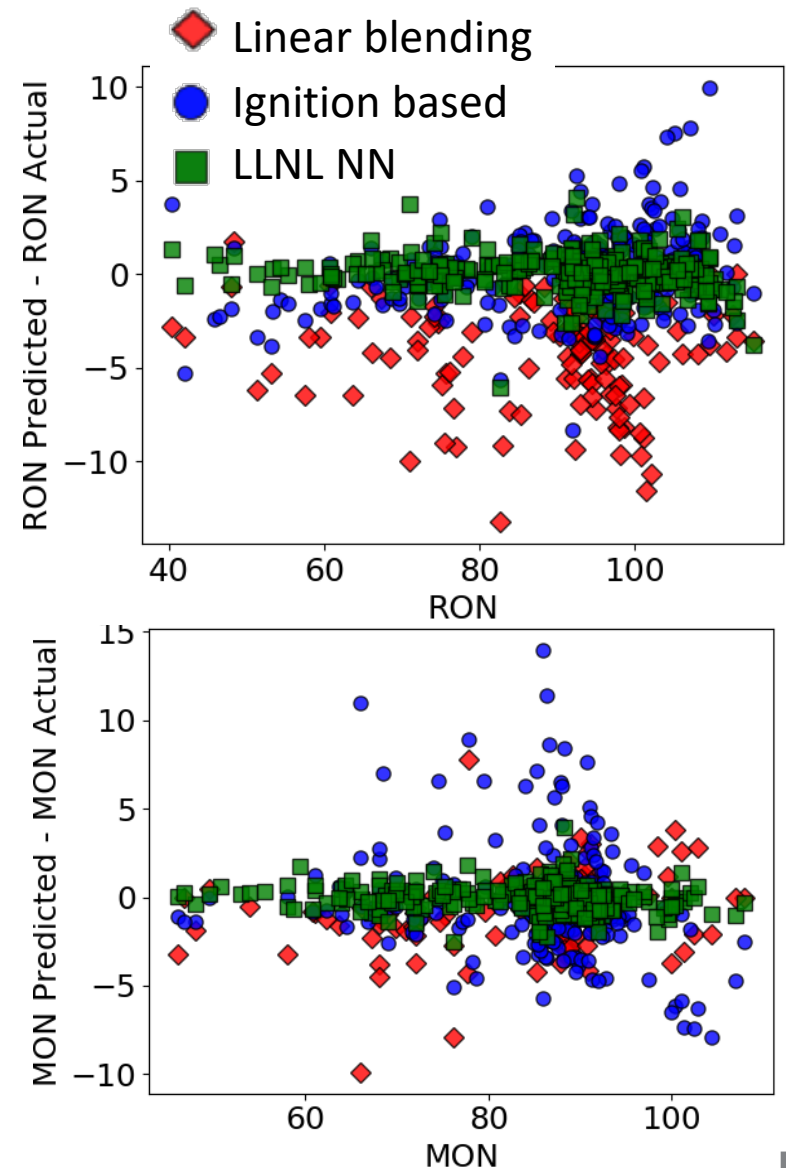 Linear blending
Ignition based
LLNL NN
RON Predicted - RON Actual
10
5
0
−5
−10
40 60 80 100
RON
MON Predicted - MON Actual
15
10
5
0
−5
−10
60 80 100
MON